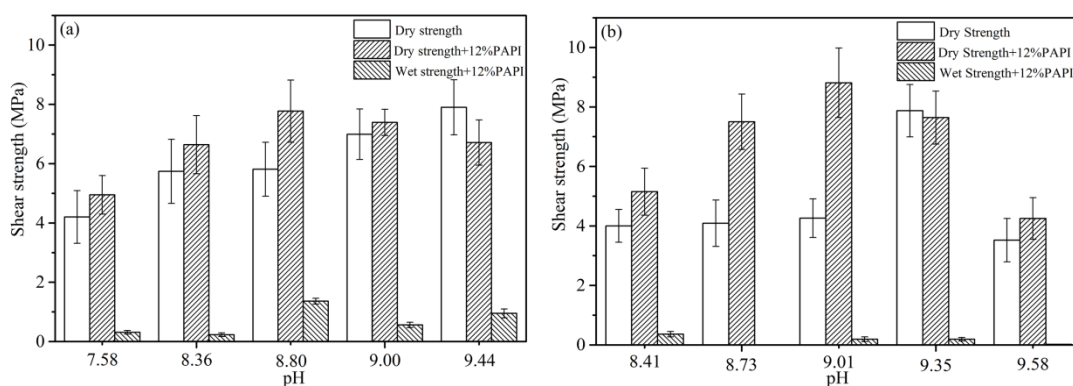 (a)
Dry strength
Dry strength+12%PAPI
Wet strength+12%PAPI
Shear strength (MPa)
10
8
6
4
2
0
7.58 8.36 8.80 9.00 9.44
pH
(b)
Dry Strength
Dry Strength+12%PAPI
Wet Strength+12%PAPI
Shear strength (MPa)
10
8
6
4
2
0
8.41 8.73 9.01 9.35 9.58
pH